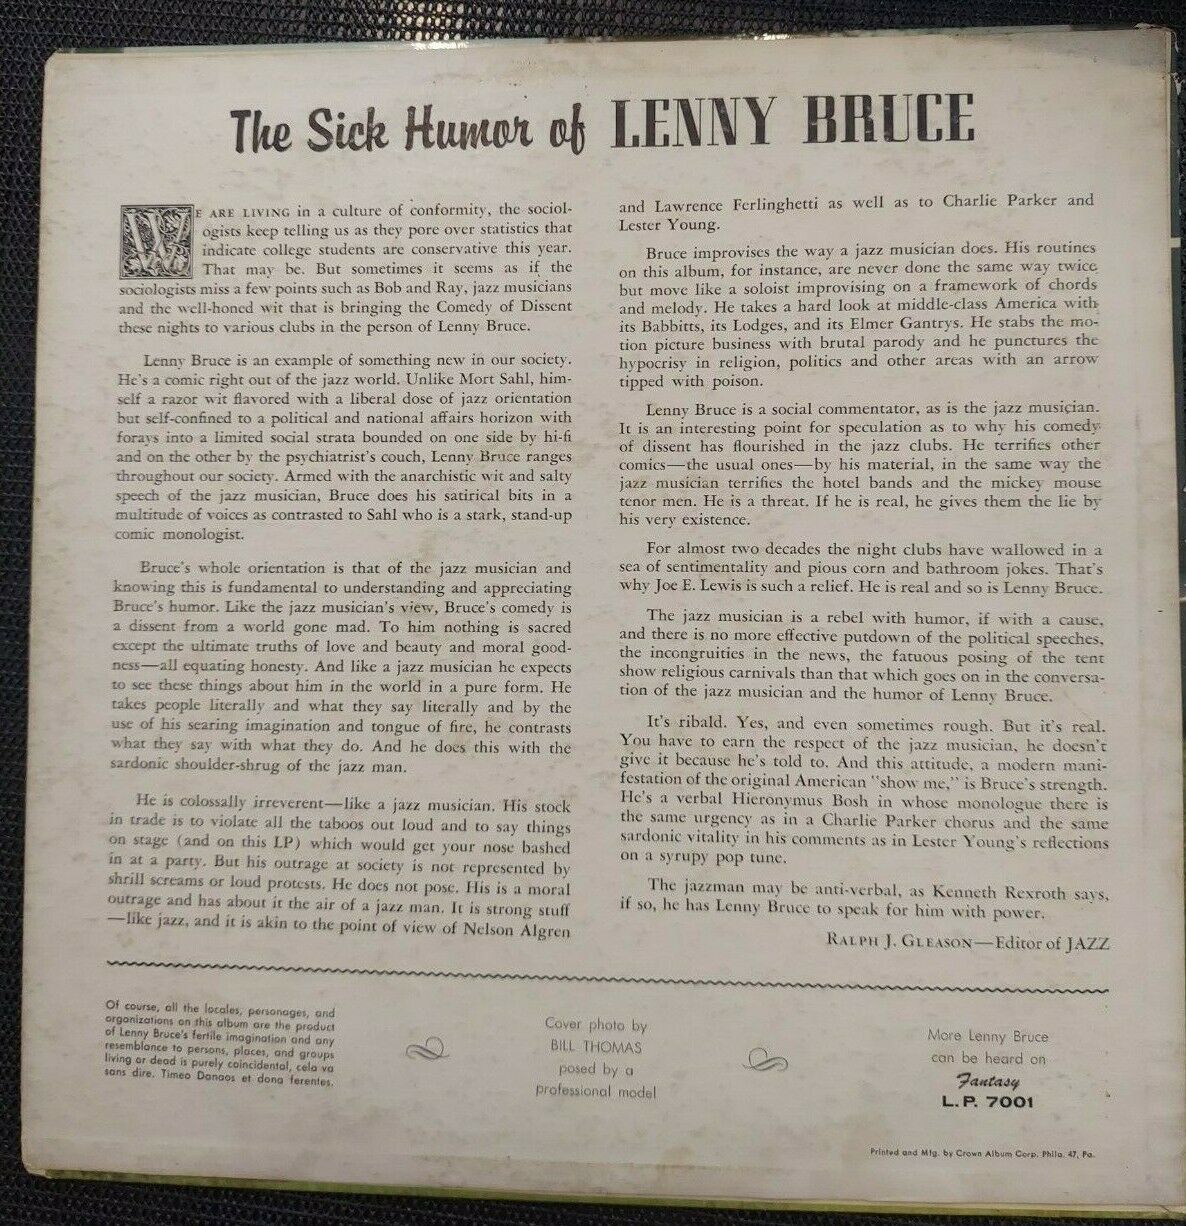 The Sick Humor of LENNY BRUCE
WE ARE LIVING in a culture of conformity, the sociol-
ogists keep telling us as they pore over statistics that
indicate college students are conservative this year.
That may be. But sometimes it seems as if the
sociologists miss a few points such as Bob and Ray, jazz musicians
and the well-honed wit that is bringing the Comedy of Dissent
these nights to various clubs in the person of Lenny Bruce.
Lenny Bruce is an example of something new in our society.
He's a comic right out of the jazz world. Unlike Mort Sahl, him-
self a razor wit flavored with a liberal dose of jazz orientation
but self-confined to a political and national affairs horizon with
forays into a limited social strata bounded on one side by hi-fi
and on the other by the psychiatrist's couch, Lenny Bruce ranges
throughout our society. Armed with the anarchistic wit and salty
speech of the jazz musician, Bruce does his satirical bits in a
multitude of voices as contrasted to Sahl who is a stark, stand-up
comic monologist.
Bruce's whole orientation is that of the jazz musician and
knowing this is fundamental to understanding and appreciating
Bruce's humor. Like the jazz musician's view, Bruce's comedy is
a dissent from a world gone mad. To him nothing is sacred
except the ultimate truths of love and beauty and moral good-
ness—all equating honesty. And like a jazz musician he expects
to see these things about him in the world in a pure form. He
takes people literally and what they say literally and by the
use of his searing imagination and tongue of fire, he contrasts
what they say with what they do. And he does this with the
sardonic shoulder-shrug of the jazz man.
He is colossally irreverent—like a jazz musician. His stock
in trade is to violate all the taboos out loud and to say things
on stage (and on this LP) which would get your nose bashed
in at a party. But his outrage at society is not represented by
shrill screams or loud protests. He does not pose. His is a moral
outrage and has about it the air of a jazz man. It is strong stuff
—like jazz, and it is akin to the point of view of Nelson Algren
and Lawrence Ferlinghetti as well as to Charlie Parker and
Lester Young.
Bruce improvises the way a jazz musician does. His routines
on this album, for instance, are never done the same way twice
but move like a soloist improvising on a framework of chords
and melody. He takes a hard look at middle-class America with
its Babbitts, its Lodges, and its Elmer Gantrys. He stabs the mo-
tion picture business with brutal parody and he punctures the
hypocrisy in religion, politics and other areas with an arrow
tipped with poison.
Lenny Bruce is a social commentator, as is the jazz musician.
It is an interesting point for speculation as to why his comedy
of dissent has flourished in the jazz clubs. He terrifies other
comics—the usual ones—by his material, in the same way the
jazz musician terrifies the hotel bands and the mickey mouse
tenor men. He is a threat. If he is real, he gives them the lie by
his very existence.
For almost two decades the night clubs have wallowed in a
sea of sentimentality and pious corn and bathroom jokes. That's
why Joe E. Lewis is such a relief. He is real and so is Lenny Bruce.
The jazz musician is a rebel with humor, if with a cause,
and there is no more effective putdown of the political speeches,
the incongruities in the news, the fatuous posing of the tent
show religious carnivals than that which goes on in the conversa-
tion of the jazz musician and the humor of Lenny Bruce.
It's ribald. Yes, and even sometimes rough. But it's real.
You have to earn the respect of the jazz musician, he doesn't
give it because he's told to. And this attitude, a modern mani-
festation of the original American "show me," is Bruce's strength.
He's a verbal Hieronymus Bosh in whose monologue there is
the same urgency as in a Charlie Parker chorus and the same
sardonic vitality in his comments as in Lester Young's reflections
on a syrupy pop tune.
The jazzman may be anti-verbal, as Kenneth Rexroth says,
if so, he has Lenny Bruce to speak for him with power.
RALPH J. GLEASON—Editor of JAZZ
Of course, all the locales, personages, and
organizations on this album are the product
of Lenny Bruce's fertile imagination and any
resemblance to persons, places, and groups
living or dead is purely coincidental, cela va
sans dire. Timeo Danaos et dona ferentes.
Cover photo by
BILL THOMAS
posed by a
professional model
More Lenny Bruce
can be heard on
Fantasy
L.P. 7001
Printed and Mfg. by Crown Album Corp. Phila. 47, Pa.